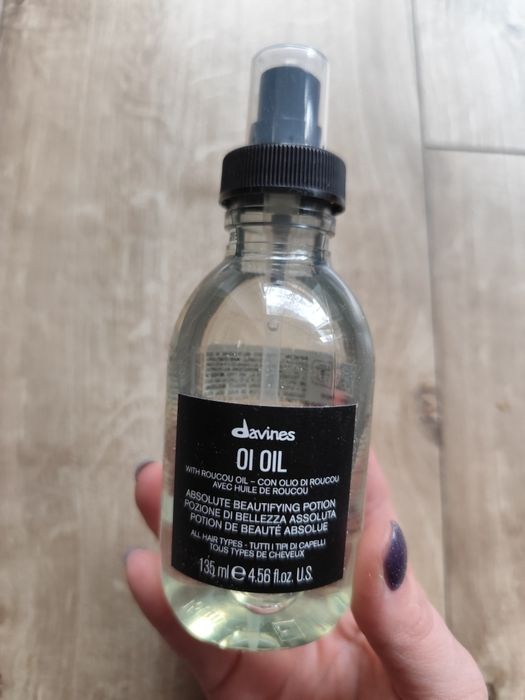 davines
OI OIL
WITH ROUCOU OIL – CON OLIO DI ROUCOU
AVEC HUILE DE ROUCOU
ABSOLUTE BEAUTIFYING POTION
POZIONE DI BELLEZZA ASSOLUTA
POTION DE BEAUTÉ ABSOLUE
ALL HAIR TYPES - TUTTI I TIPI DI CAPELLI
TOUS TYPES DE CHEVEUX
135 ml ℮ 4.56 fl.oz. U.S.